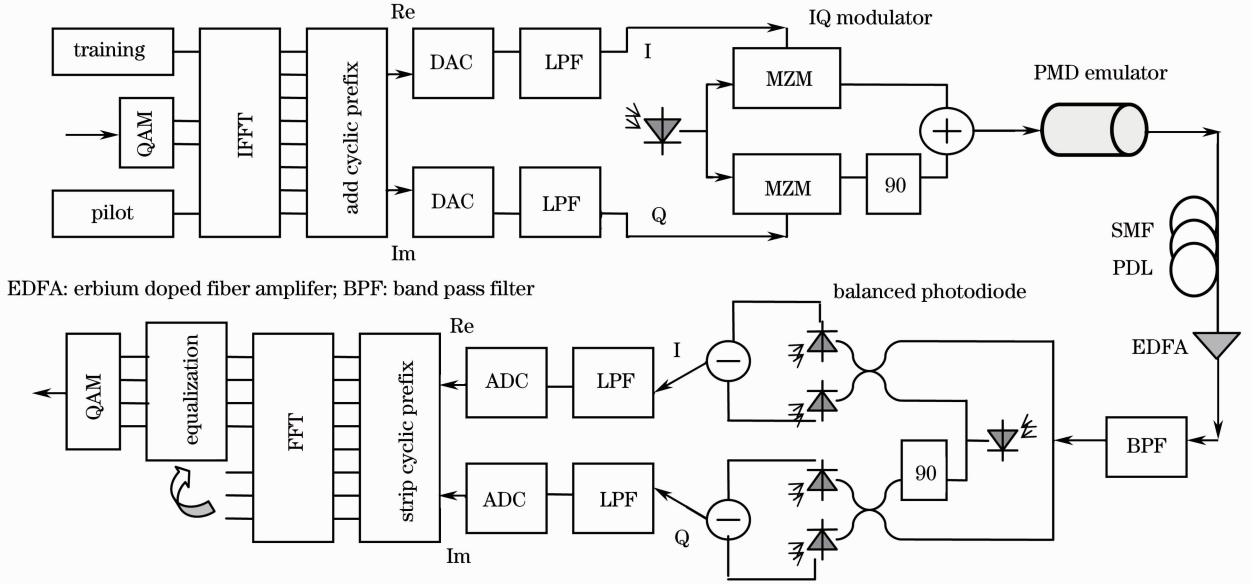 Re
IQ modulator
training
DAC
LPF
I
MZM
PMD emulator
QAM
IFFT
add cyclic prefix
pilot
DAC
LPF
Q
MZM
90
Im
SMF
PDL
EDFA: erbium doped fiber amplifer; BPF: band pass filter
balanced photodiode
Re
EDFA
QAM
equalization
FFT
strip cyclic prefix
ADC
LPF
I
90
BPF
ADC
LPF
Q
Im